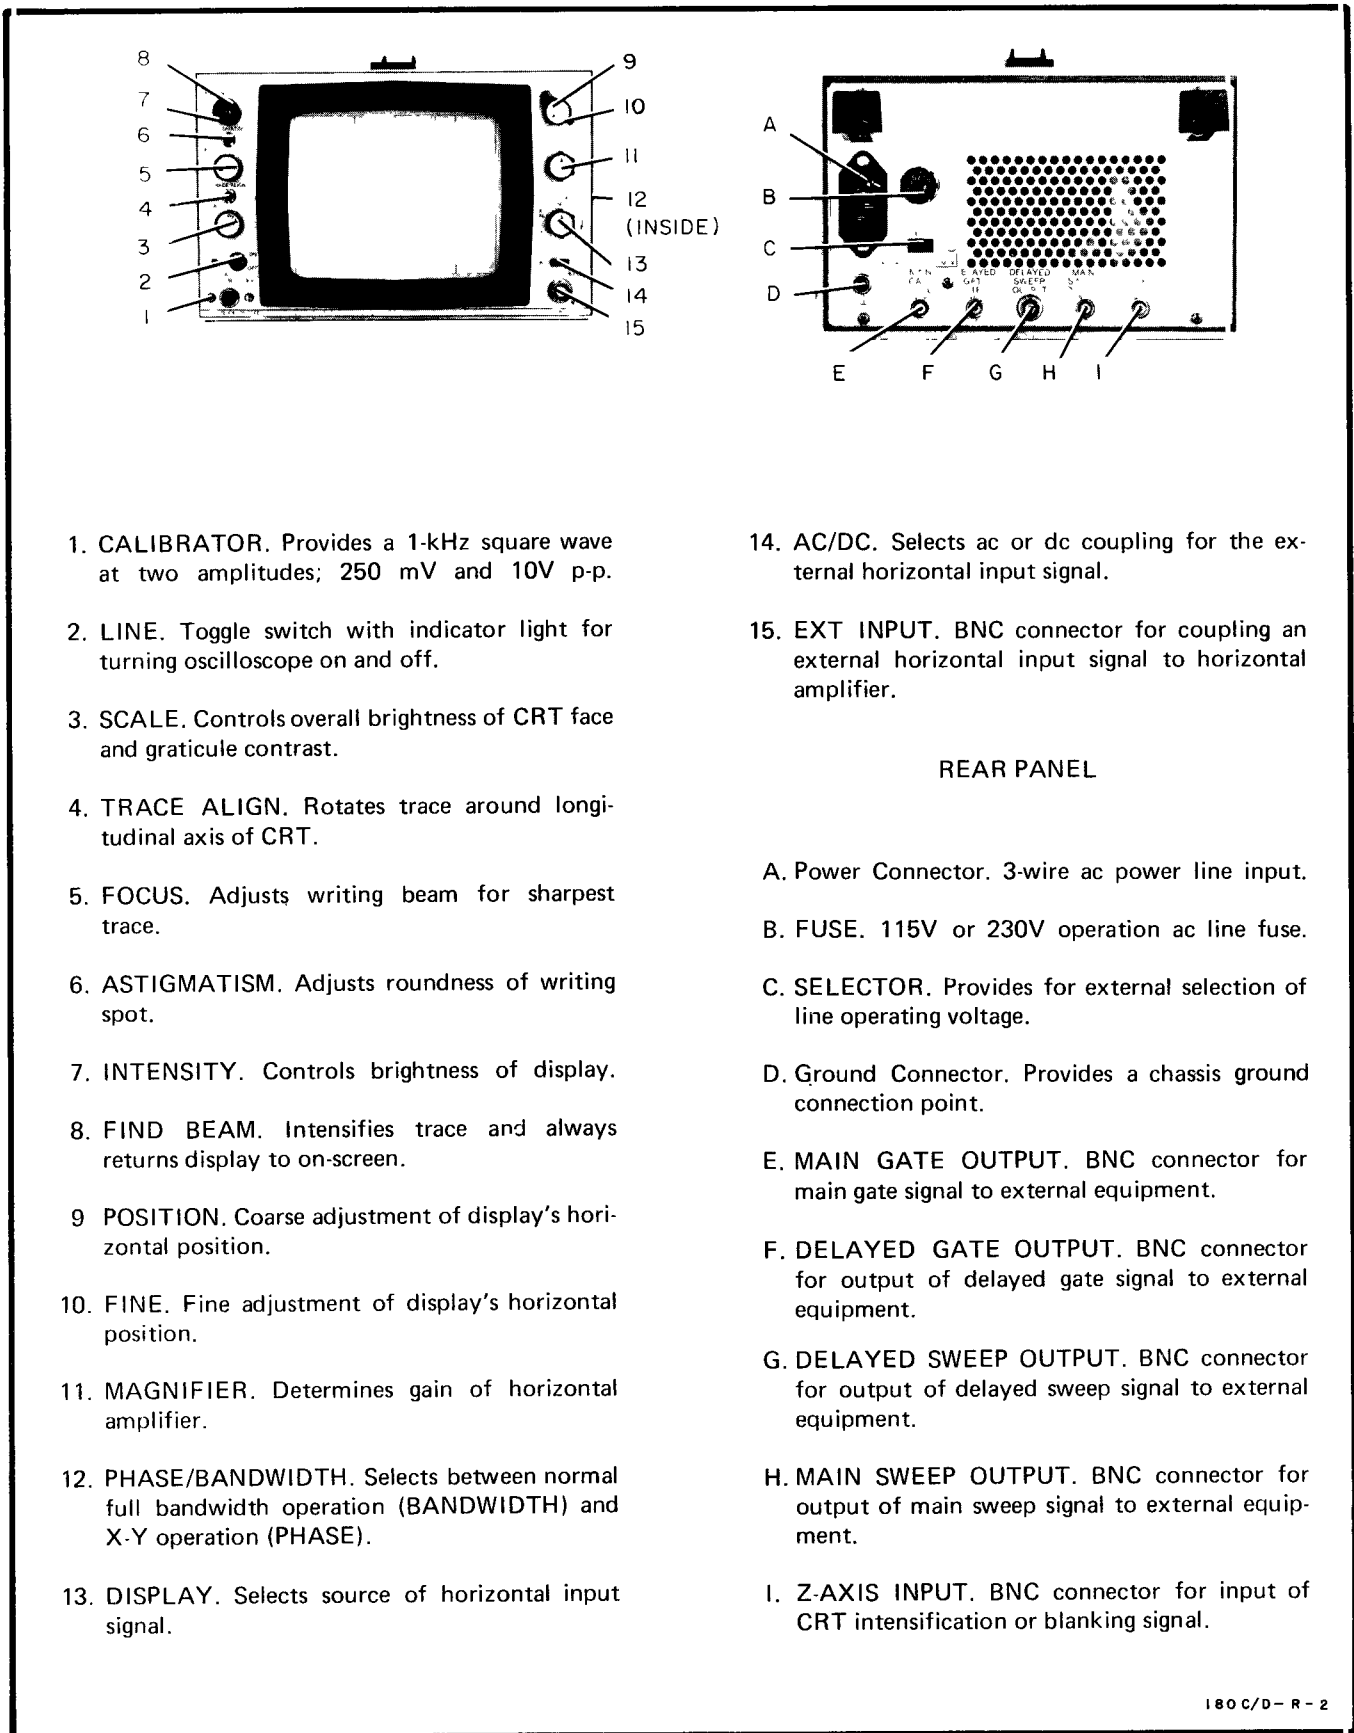 8
7
6
5
4
3
2
1
9
10
11
12
(INSIDE)
13
14
15
A
B
C
D
DELAYED
SWEEP
MAIN
E
F
G
H
I
1. CALIBRATOR. Provides a 1-kHz square wave
at two amplitudes; 250 mV and 10V p-p.
2. LINE. Toggle switch with indicator light for
turning oscilloscope on and off.
3. SCALE. Controls overall brightness of CRT face
and graticule contrast.
4. TRACE ALIGN. Rotates trace around longi-
tudinal axis of CRT.
5. FOCUS. Adjusts writing beam for sharpest
trace.
6. ASTIGMATISM. Adjusts roundness of writing
spot.
7. INTENSITY. Controls brightness of display.
8. FIND BEAM. Intensifies trace and always
returns display to on-screen.
9 POSITION. Coarse adjustment of display's hori-
zontal position.
10. FINE. Fine adjustment of display's horizontal
position.
11. MAGNIFIER. Determines gain of horizontal
amplifier.
12. PHASE/BANDWIDTH. Selects between normal
full bandwidth operation (BANDWIDTH) and
X-Y operation (PHASE).
13. DISPLAY. Selects source of horizontal input
signal.
14. AC/DC. Selects ac or dc coupling for the ex-
ternal horizontal input signal.
15. EXT INPUT. BNC connector for coupling an
external horizontal input signal to horizontal
amplifier.
REAR PANEL
A. Power Connector. 3-wire ac power line input.
B. FUSE. 115V or 230V operation ac line fuse.
C. SELECTOR. Provides for external selection of
line operating voltage.
D. Ground Connector. Provides a chassis ground
connection point.
E. MAIN GATE OUTPUT. BNC connector for
main gate signal to external equipment.
F. DELAYED GATE OUTPUT. BNC connector
for output of delayed gate signal to external
equipment.
G. DELAYED SWEEP OUTPUT. BNC connector
for output of delayed sweep signal to external
equipment.
H. MAIN SWEEP OUTPUT. BNC connector for
output of main sweep signal to external equip-
ment.
I. Z-AXIS INPUT. BNC connector for input of
CRT intensification or blanking signal.
180C/D-R-2